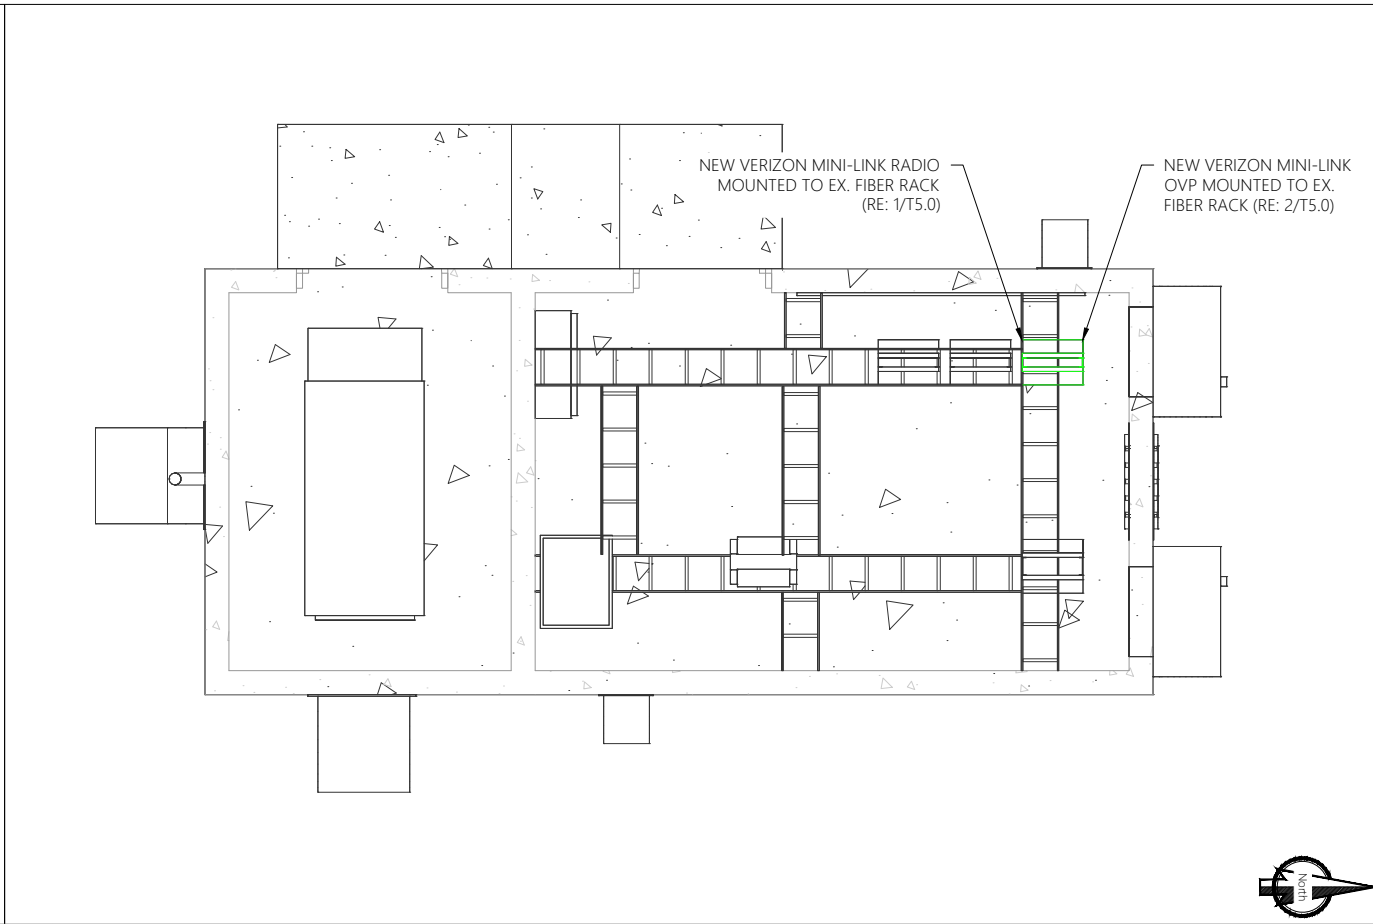 NEW VERIZON MINI-LINK RADIO
MOUNTED TO EX. FIBER RACK
(RE: 1/T5.0)
NEW VERIZON MINI-LINK
OVP MOUNTED TO EX.
FIBER RACK (RE: 2/T5.0)
North